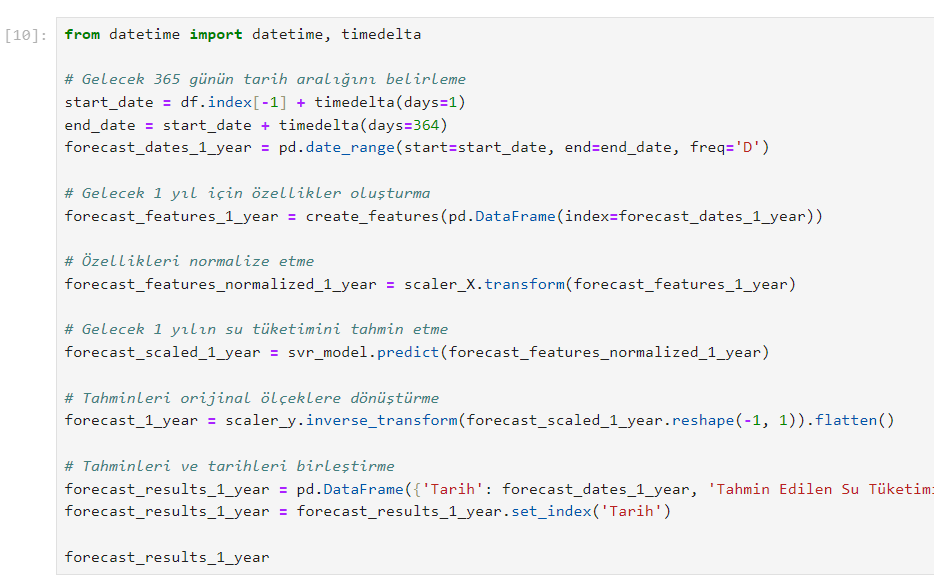 [10]:
from datetime import datetime, timedelta
# Gelecek 365 günün tarih aralığını belirleme
start_date = df.index[-1] + timedelta(days=1)
end_date = start_date + timedelta(days=364)
forecast_dates_1_year = pd.date_range(start=start_date, end=end_date, freq='D')
# Gelecek 1 yıl için özellikler oluşturma
forecast_features_1_year = create_features(pd.DataFrame(index=forecast_dates_1_year))
# Özellikleri normalize etme
forecast_features_normalized_1_year = scaler_X.transform(forecast_features_1_year)
# Gelecek 1 yılın su tüketimini tahmin etme
forecast_scaled_1_year = svr_model.predict(forecast_features_normalized_1_year)
# Tahminleri orijinal ölçeklere dönüştürme
forecast_1_year = scaler_y.inverse_transform(forecast_scaled_1_year.reshape(-1, 1)).flatten()
# Tahminleri ve tarihleri birleştirme
forecast_results_1_year = pd.DataFrame({'Tarih': forecast_dates_1_year, 'Tahmin Edilen Su Tüketim
forecast_results_1_year = forecast_results_1_year.set_index('Tarih')
forecast_results_1_year